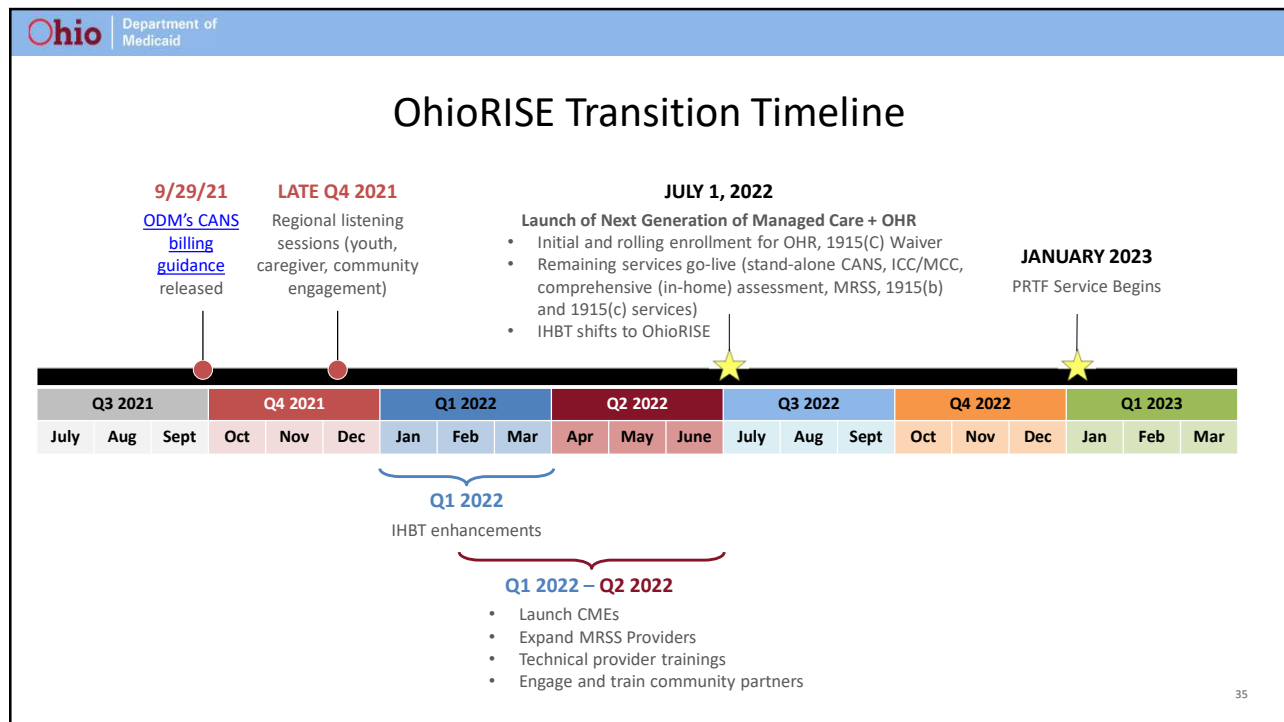 Ohio
Department of
Medicaid
OhioRISE Transition Timeline
9/29/21
ODM's CANS
billing
guidance
released
LATE Q4 2021
Regional listening
sessions (youth,
caregiver, community
engagement)
JULY 1, 2022
Launch of Next Generation of Managed Care + OHR
• Initial and rolling enrollment for OHR, 1915(C) Waiver
• Remaining services go-live (stand-alone CANS, ICC/MCC,
comprehensive (in-home) assessment, MRSS, 1915(b)
and 1915(c) services)
• IHBT shifts to OhioRISE
JANUARY 2023
PRTF Service Begins
Q3 2021 Q4 2021 Q1 2022 Q2 2022 Q3 2022 Q4 2022 Q1 2023
July Aug Sept Oct Nov Dec Jan Feb Mar Apr May June July Aug Sept Oct Nov Dec Jan Feb Mar
Q1 2022
IHBT enhancements
Q1 2022 – Q2 2022
• Launch CMEs
• Expand MRSS Providers
• Technical provider trainings
• Engage and train community partners
35